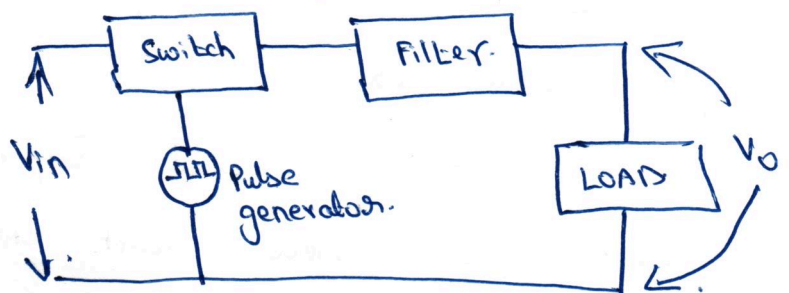 Switch
Filter.
Vin
Pulse
generator.
LOAD
Vo